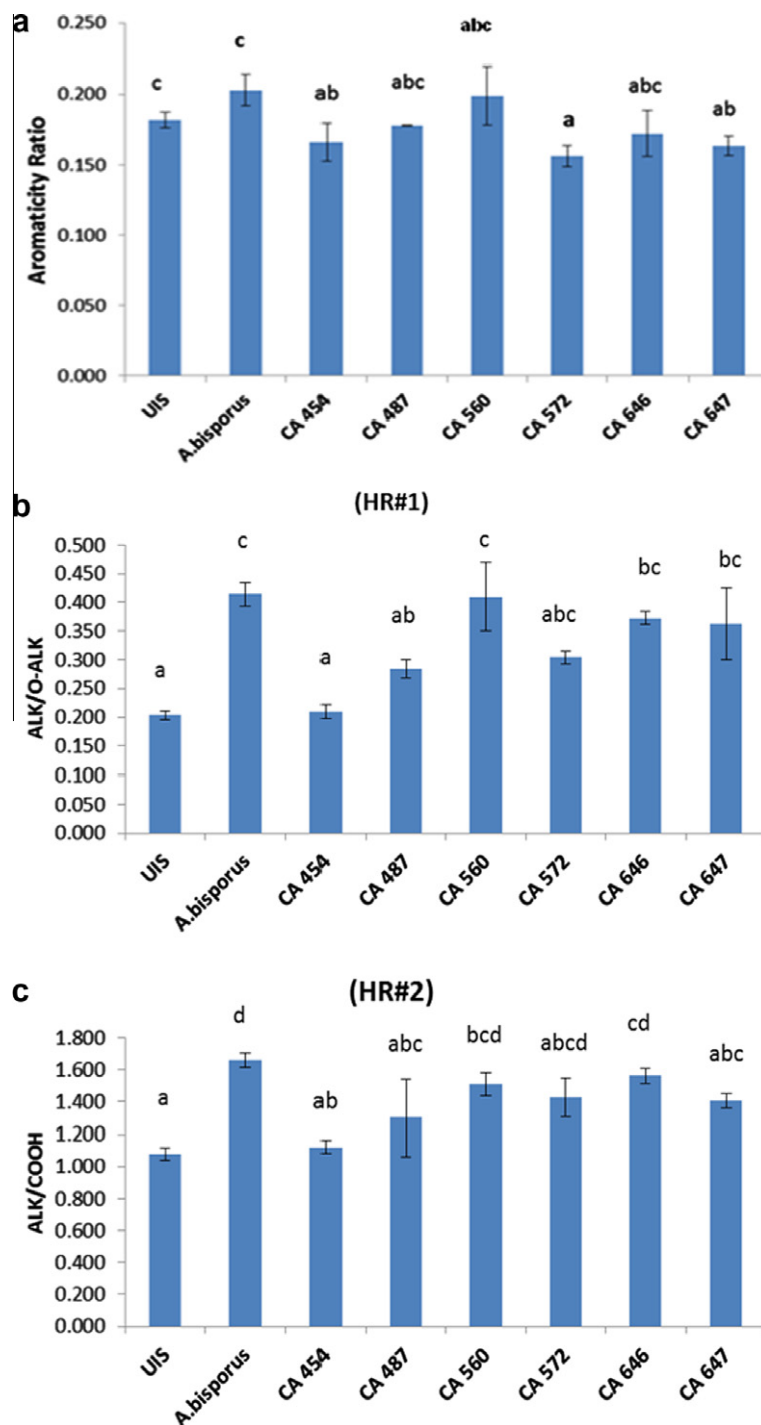 a
abc
0.250
c
c
ab
abc
abc
ab
a
0.200
0.150
0.100
0.050
0.000
Aromaticity Ratio
UIS
A.bisporus
CA 454
CA 487
CA 560
CA 572
CA 646
CA 647
b
(HR#1)
0.500
0.450
0.400
0.350
0.300
0.250
0.200
0.150
0.100
0.050
0.000
ALK/O-ALK
a
c
a
ab
c
abc
bc
bc
UIS
A.bisporus
CA 454
CA 487
CA 560
CA 572
CA 646
CA 647
c
(HR#2)
1.800
1.600
1.400
1.200
1.000
0.800
0.600
0.400
0.200
0.000
ALK/COOH
a
d
ab
abc
bcd
abcd
cd
abc
UIS
A.bisporus
CA 454
CA 487
CA 560
CA 572
CA 646
CA 647